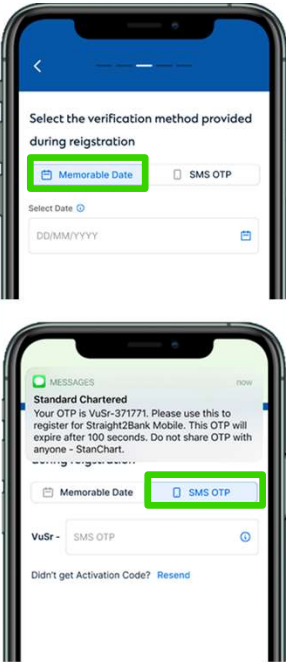 Select the verification method provided
during reigstration
Memorable Date
SMS OTP
Select Date
DD/MM/YYYY
MESSAGES
now
Standard Chartered
Your OTP is VuSr-371771. Please use this to
register for Straight2Bank Mobile. This OTP will
expire after 100 seconds. Do not share OTP with
anyone - StanChart.
during reigstration
Memorable Date
SMS OTP
VuSr -
SMS OTP
Didn't get Activation Code? Resend